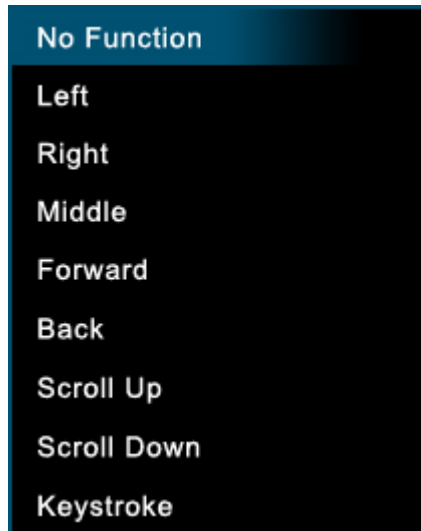 No Function
Left
Right
Middle
Forward
Back
Scroll Up
Scroll Down
Keystroke